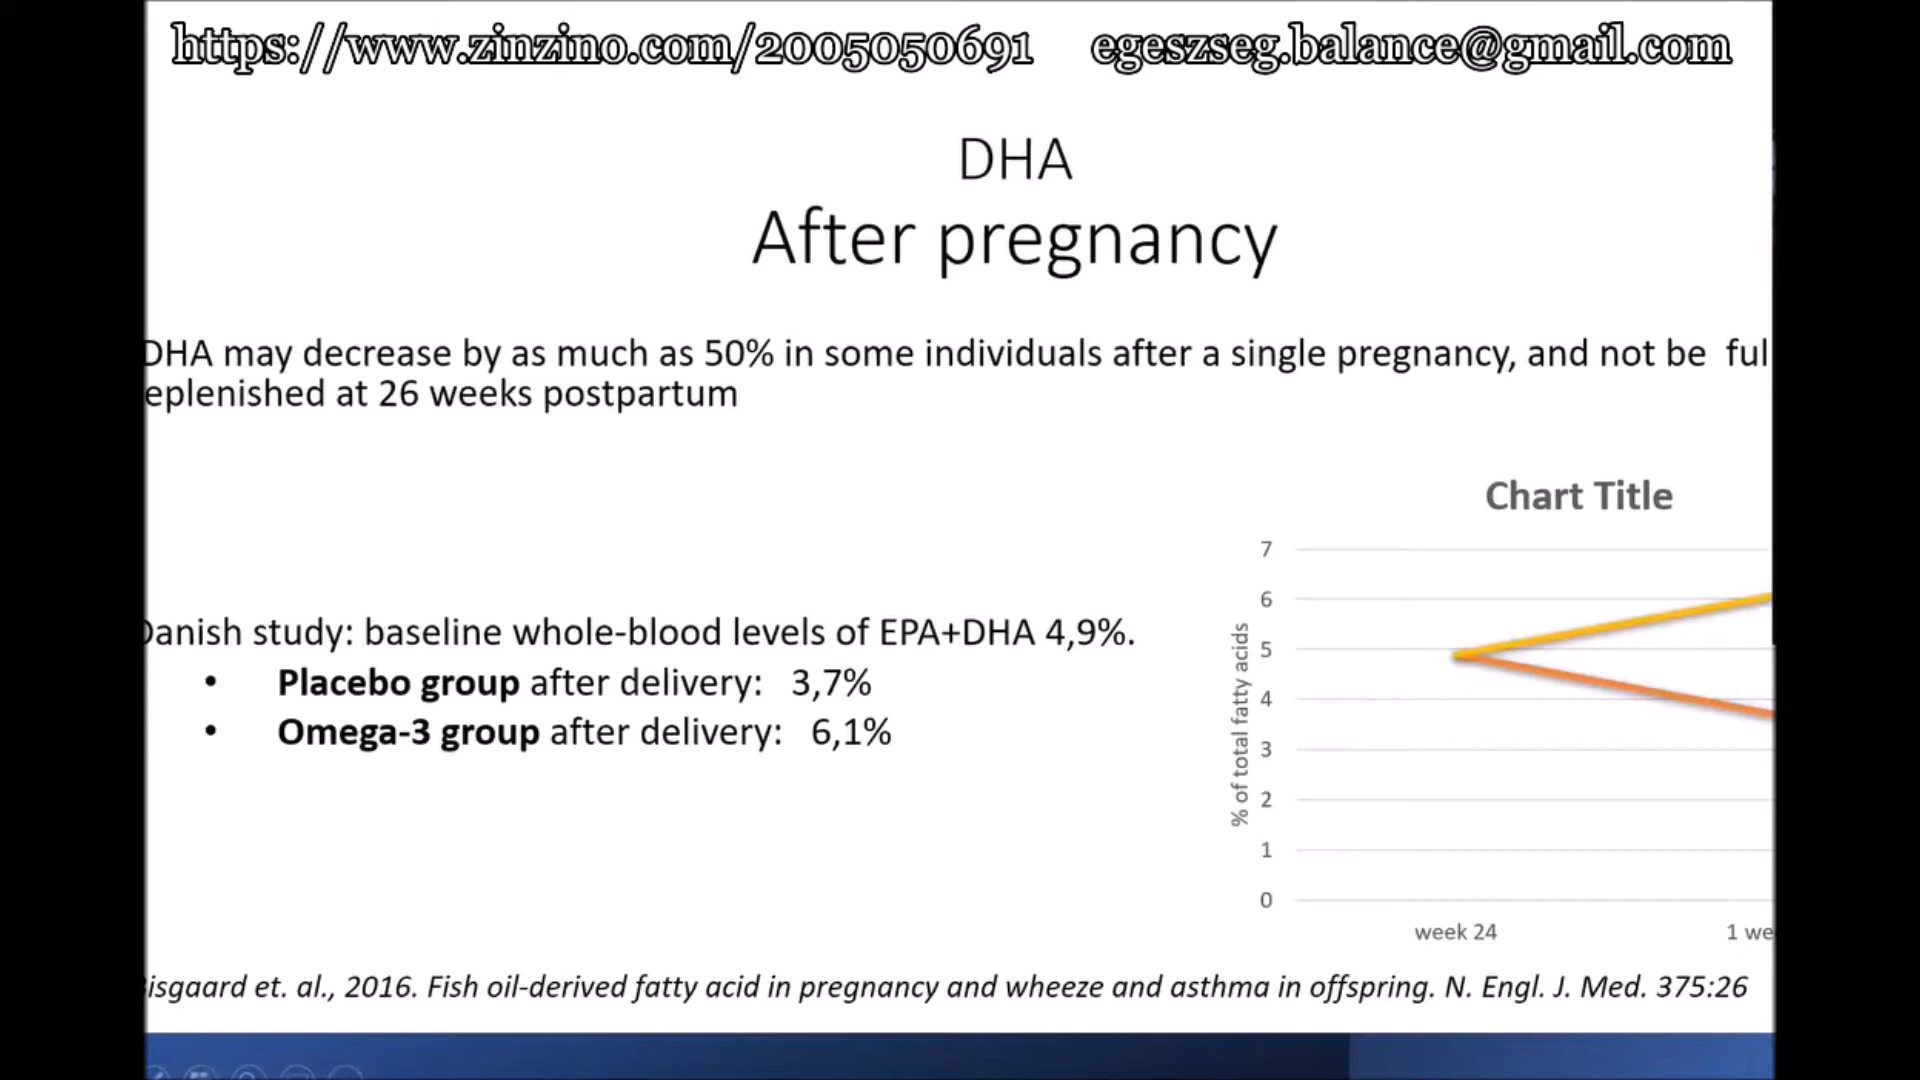 https://www.zinzino.com/2005050691 egeszseg.balance@gmail.com
DHA
After pregnancy
DHA may decrease by as much as 50% in some individuals after a single pregnancy, and not be ful
eplenished at 26 weeks postpartum
Danish study: baseline whole-blood levels of EPA+DHA 4,9%.
• Placebo group after delivery: 3,7%
• Omega-3 group after delivery: 6,1%
Chart Title
% of total fatty acids
7
6
5
4
3
2
1
0
week 24
1 we
isgaard et. al., 2016. Fish oil-derived fatty acid in pregnancy and wheeze and asthma in offspring. N. Engl. J. Med. 375:26